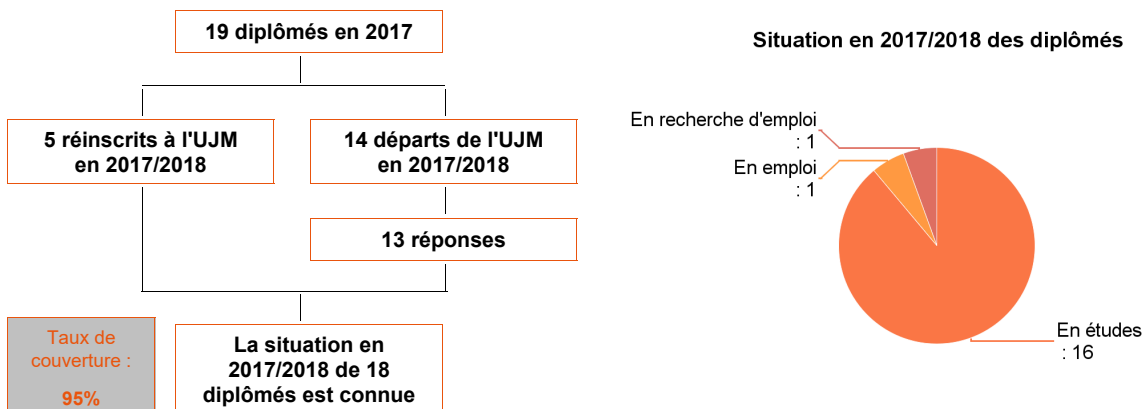 19 diplômés en 2017
5 réinscrits à l'UJM
en 2017/2018
14 départs de l'UJM
en 2017/2018
13 réponses
Taux de
couverture :
95%
La situation en
2017/2018 de 18
diplômés est connue
Situation en 2017/2018 des diplômés
En recherche d'emploi
: 1
En emploi
: 1
En études
: 16